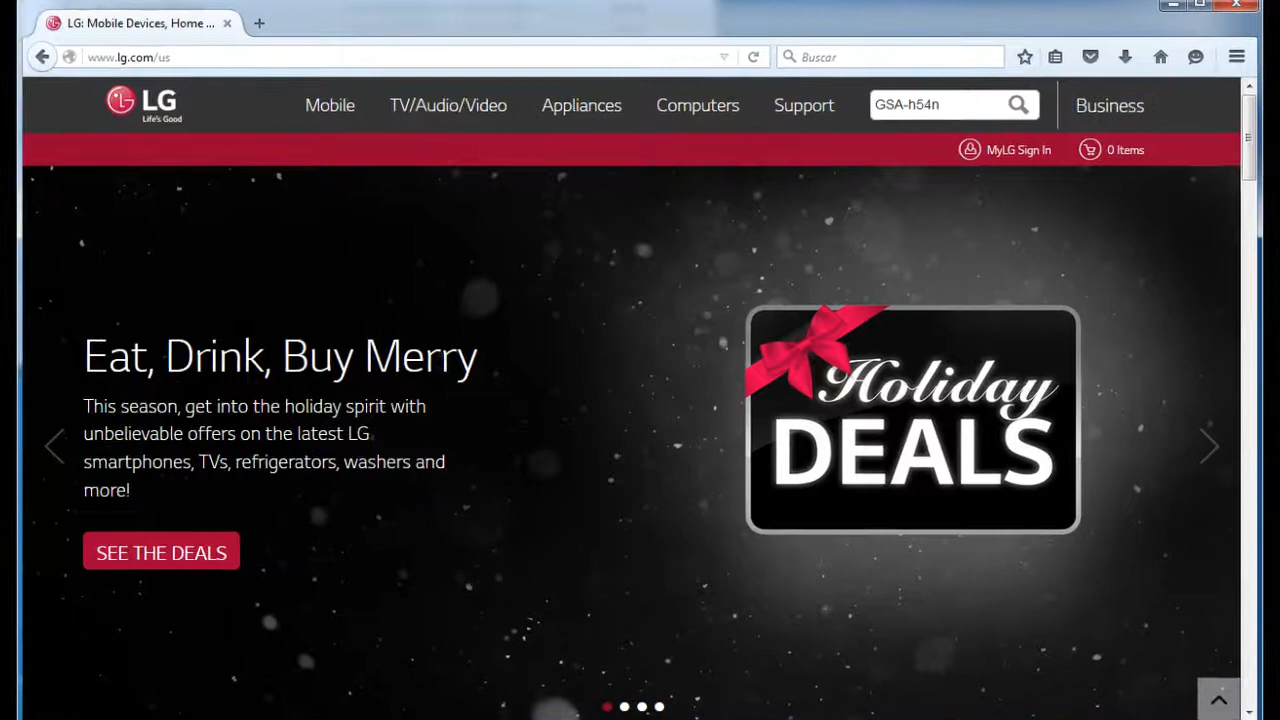 LG: Mobile Devices, Home ...
www.lg.com/us
Buscar
LG
Life's Good
Mobile
TV/Audio/Video
Appliances
Computers
Support
GSA-h54n
Business
MyLG Sign In
0 Items
Eat, Drink, Buy Merry
This season, get into the holiday spirit with
unbelievable offers on the latest LG
smartphones, TVs, refrigerators, washers and
more!
SEE THE DEALS
Holiday
DEALS